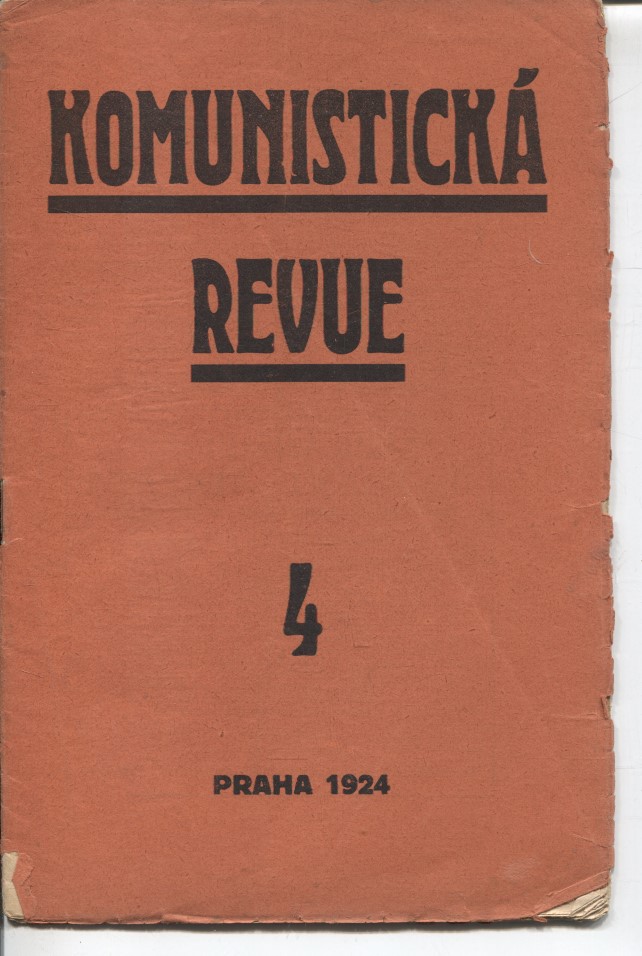 KOMUNISTICKÁ
REVUE
4
PRAHA 1924